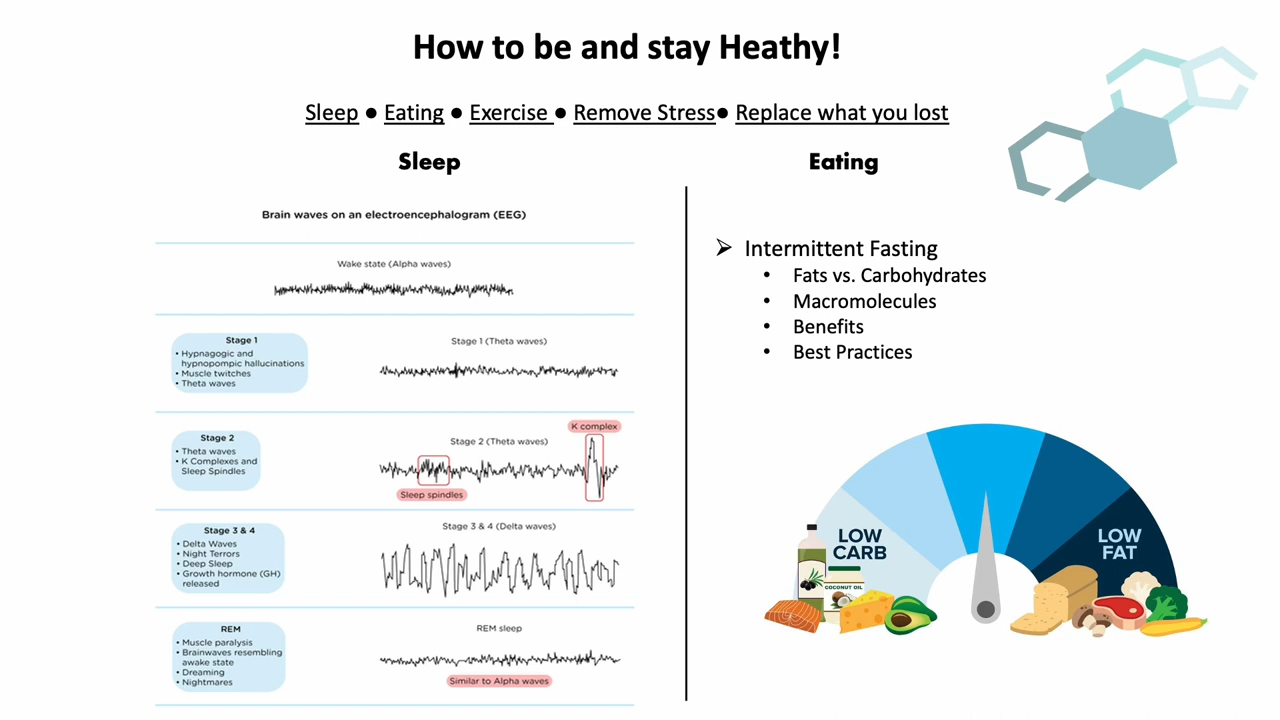 How to be and stay Heathy!
Sleep ● Eating ● Exercise ● Remove Stress● Replace what you lost
Sleep
Brain waves on an electroencephalogram (EEG)
Wake state (Alpha waves)
Stage 1
• Hypnagogic and
hypnopompic hallucinations
• Muscle twitches
• Theta waves
Stage 1 (Theta waves)
Stage 2
• Theta waves
• K Complexes and
Sleep Spindles
Stage 2 (Theta waves)
K complex
Sleep spindles
Stage 3 & 4
• Delta Waves
• Night Terrors
• Deep Sleep
• Growth hormone (GH)
released
Stage 3 & 4 (Delta waves)
REM
• Muscle paralysis
• Brainwaves resembling
awake state
• Dreaming
• Nightmares
REM sleep
Similar to Alpha waves
Eating
➢ Intermittent Fasting
• Fats vs. Carbohydrates
• Macromolecules
• Benefits
• Best Practices
LOW
CARB
COCONUT OIL
LOW
FAT